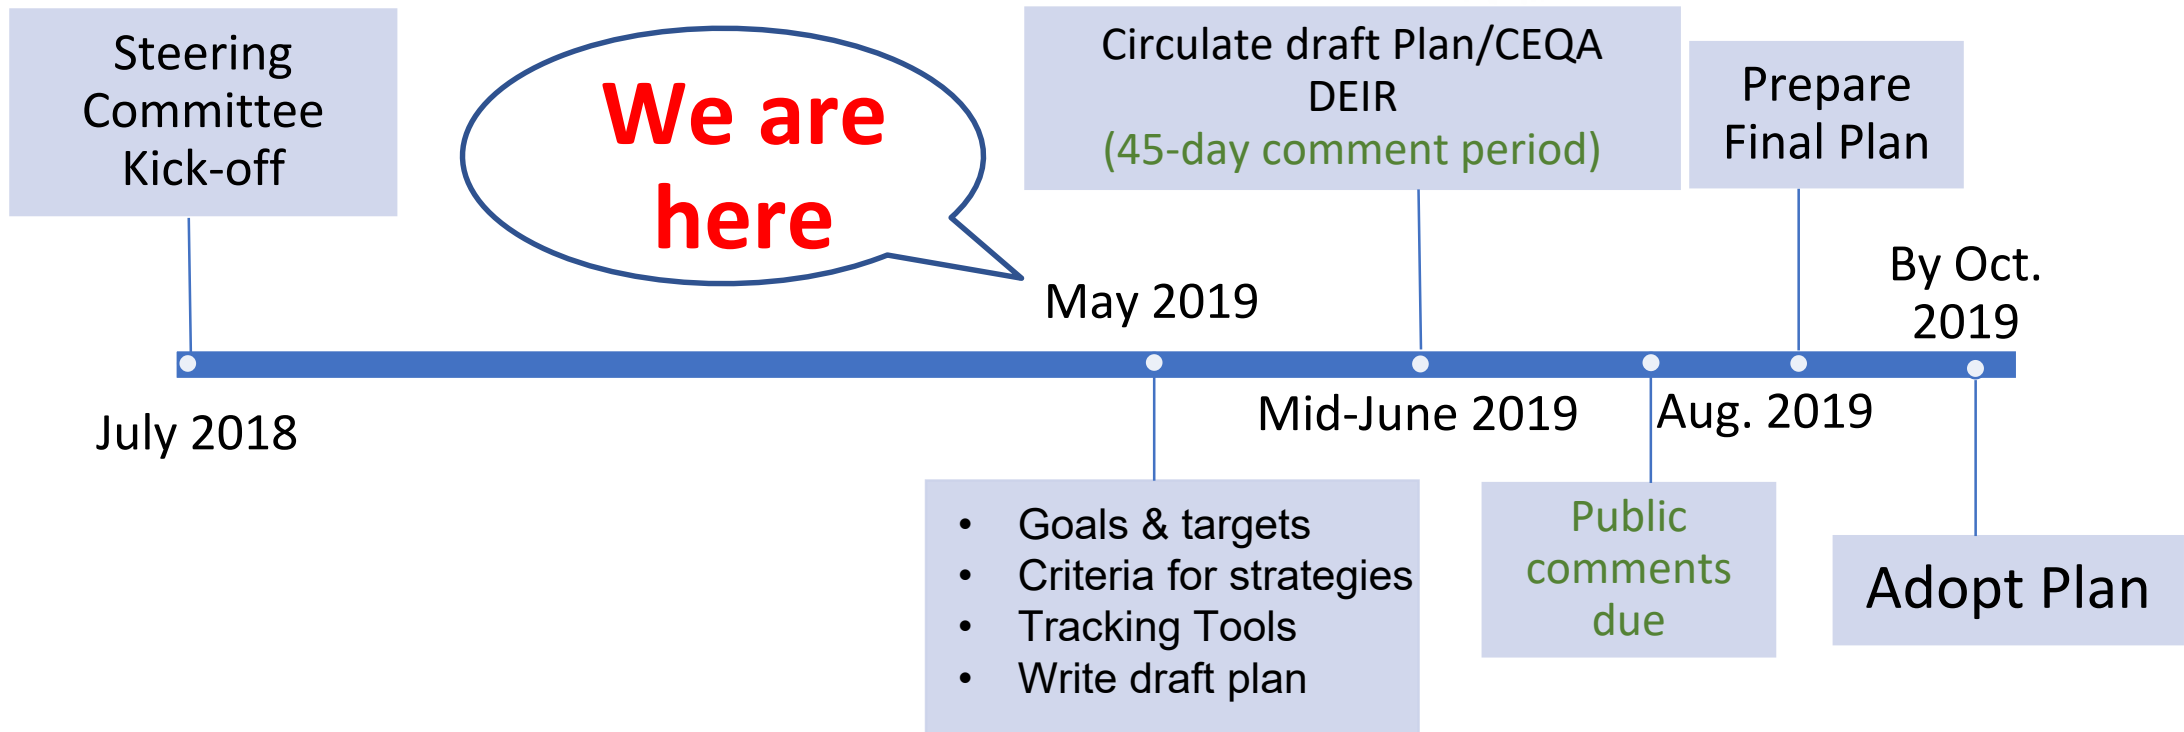 Steering
Committee
Kick-off
We are
here
Circulate draft Plan/CEQA
DEIR
(45-day comment period)
Prepare
Final Plan
May 2019
By Oct.
2019
July 2018
Mid-June 2019
Aug. 2019
• Goals & targets
• Criteria for strategies
• Tracking Tools
• Write draft plan
Public
comments
due
Adopt Plan